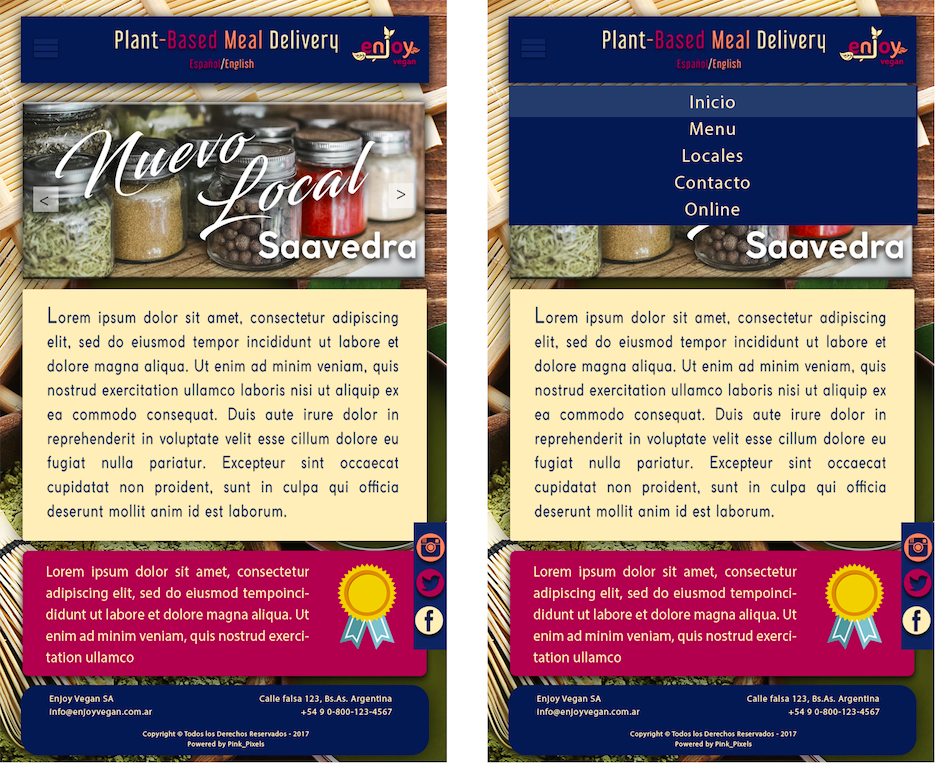 Plant-Based Meal Delivery
Español/English
enjoy
vegan
Nuevo
Local
<
>
Saavedra
Lorem ipsum dolor sit amet, consectetur adipiscing
elit, sed do eiusmod tempor incididunt ut labore et
dolore magna aliqua. Ut enim ad minim veniam, quis
nostrud exercitation ullamco laboris nisi ut aliquip ex
ea commodo consequat. Duis aute irure dolor in
reprehenderit in voluptate velit esse cillum dolore eu
fugiat nulla pariatur. Excepteur sint occaecat
cupidatat non proident, sunt in culpa qui officia
deserunt mollit anim id est laborum.
Lorem ipsum dolor sit amet, consectetur
adipiscing elit, sed do eiusmod tempoinci-
didunt ut labore et dolore magna aliqua. Ut
enim ad minim veniam, quis nostrud exerci-
tation ullamco
Enjoy Vegan SA
Info@enjoyvegan.com.ar
Calle falsa 123, Bs.As. Argentina
+54 9 0-800-123-4567
Copyright © Todos los Derechos Reservados - 2017
Powered by Pink_Pixels
Plant-Based Meal Delivery
Español/English
enjoy
vegan
Inicio
Menu
Locales
Contacto
Online
Saavedra
Lorem ipsum dolor sit amet, consectetur adipiscing
elit, sed do eiusmod tempor incididunt ut labore et
dolore magna aliqua. Ut enim ad minim veniam, quis
nostrud exercitation ullamco laboris nisi ut aliquip ex
ea commodo consequat. Duis aute irure dolor in
reprehenderit in voluptate velit esse cillum dolore eu
fugiat nulla pariatur. Excepteur sint occaecat
cupidatat non proident, sunt in culpa qui officia
deserunt mollit anim id est laborum.
Lorem ipsum dolor sit amet, consectetur
adipiscing elit, sed do eiusmod tempoinci-
didunt ut labore et dolore magna aliqua. Ut
enim ad minim veniam, quis nostrud exerci-
tation ullamco
Enjoy Vegan SA
Info@enjoyvegan.com.ar
Calle falsa 123, Bs.As. Argentina
+54 9 0-800-123-4567
Copyright © Todos los Derechos Reservados - 2017
Powered by Pink_Pixels